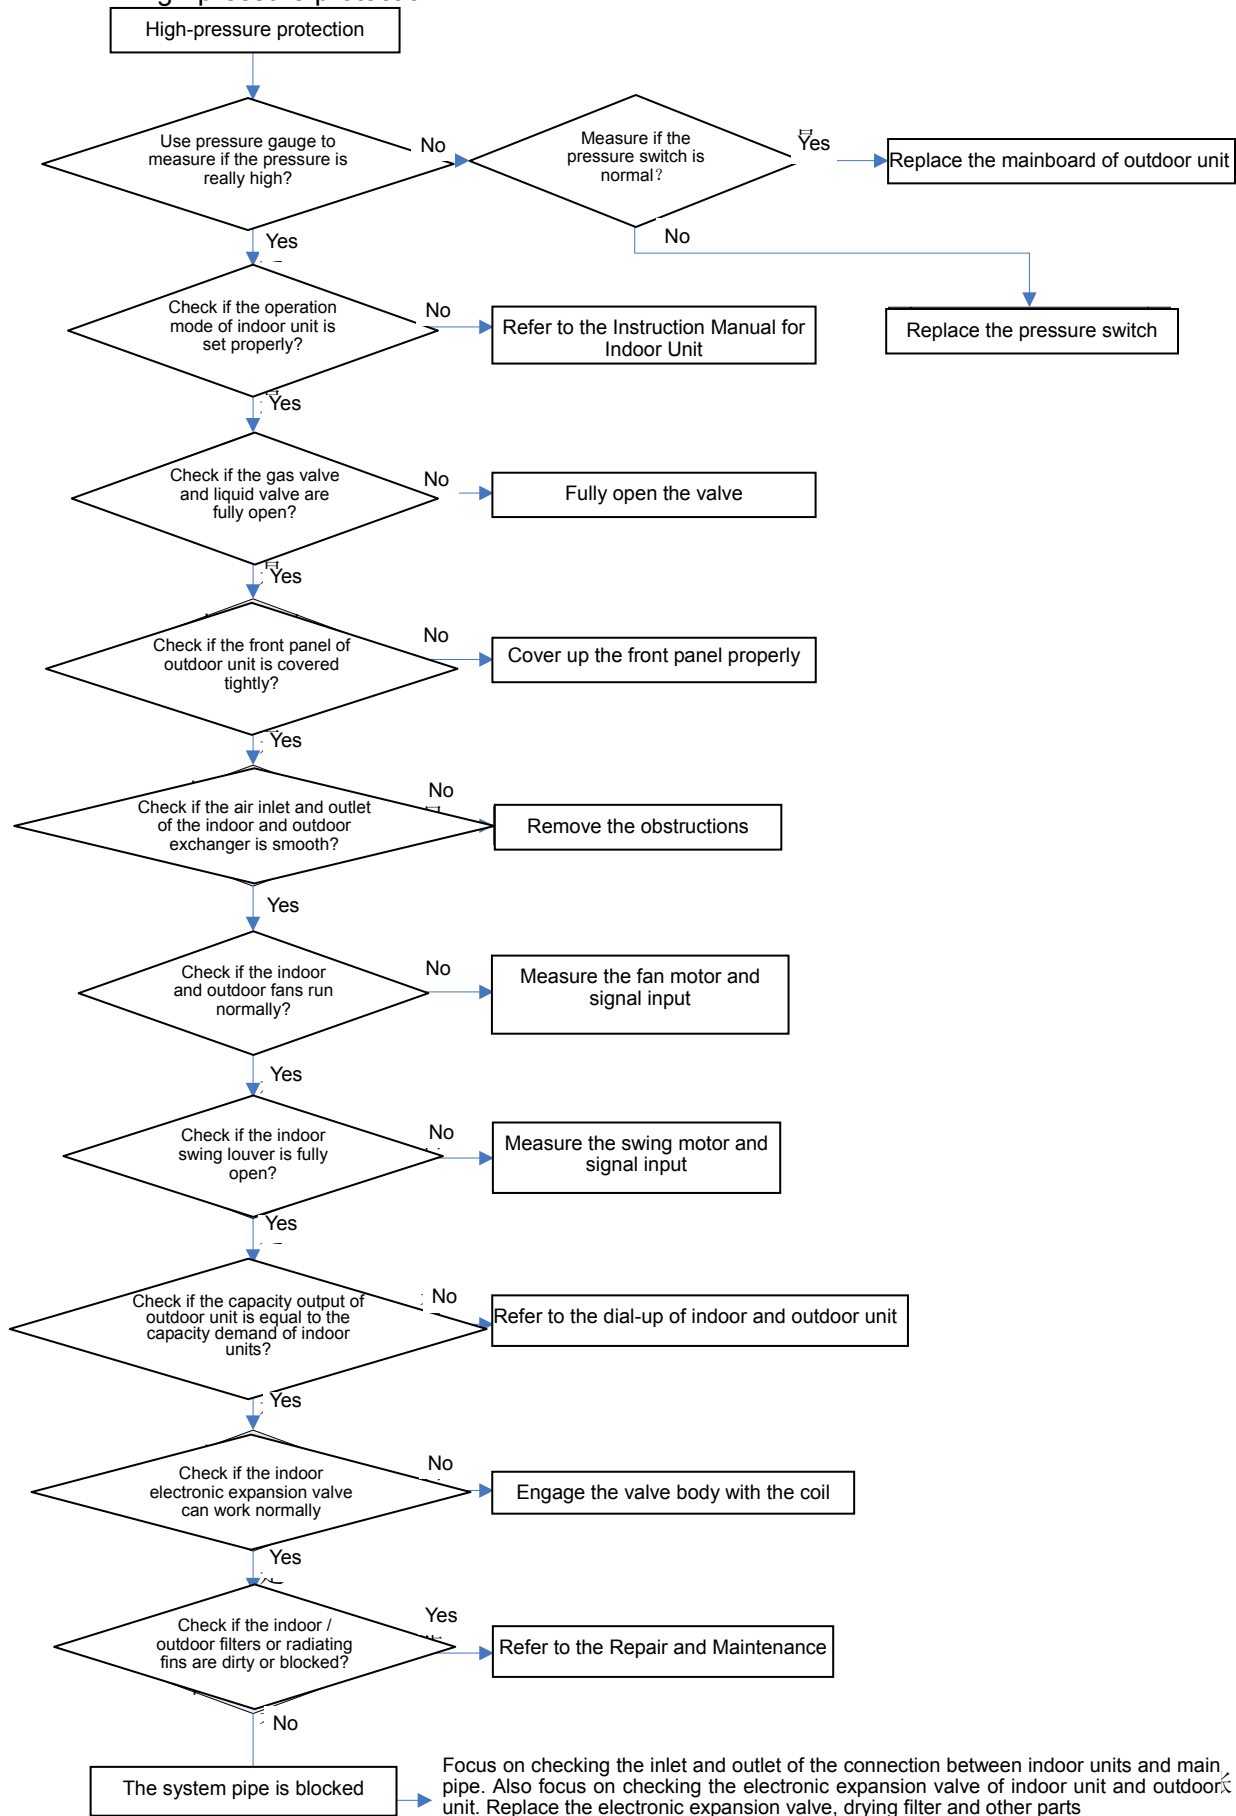 High-pressure protection
Use pressure gauge to
measure if the pressure is
really high?
No
Measure if the
pressure switch is
normal?
Yes
Replace the mainboard of outdoor unit
No
Replace the pressure switch
Yes
Check if the operation
mode of indoor unit is
set properly?
No
Refer to the Instruction Manual for
Indoor Unit
Yes
Check if the gas valve
and liquid valve are
fully open?
No
Fully open the valve
Yes
Check if the front panel of
outdoor unit is covered
tightly?
No
Cover up the front panel properly
Yes
Check if the air inlet and outlet
of the indoor and outdoor
exchanger is smooth?
No
Remove the obstructions
Yes
Check if the indoor
and outdoor fans run
normally?
No
Measure the fan motor and
signal input
Yes
Check if the indoor
swing louver is fully
open?
No
Measure the swing motor and
signal input
Yes
Check if the capacity output of
outdoor unit is equal to the
capacity demand of indoor
units?
No
Refer to the dial-up of indoor and outdoor unit
Yes
Check if the indoor
electronic expansion valve
can work normally
No
Engage the valve body with the coil
Yes
Check if the indoor /
outdoor filters or radiating
fins are dirty or blocked?
Yes
Refer to the Repair and Maintenance
No
The system pipe is blocked
Focus on checking the inlet and outlet of the connection between indoor units and main
pipe. Also focus on checking the electronic expansion valve of indoor unit and outdoor
unit. Replace the electronic expansion valve, drying filter and other parts